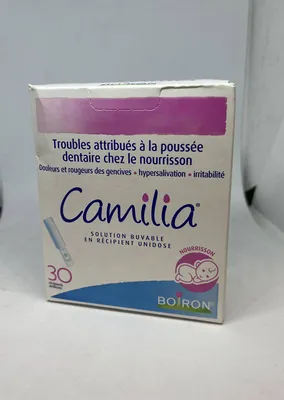 Troubles attribués à la poussée
dentaire chez le nourrisson
Douleurs et rougeurs des gencives • hypersalivation • irritabilité
Camilia®
SOLUTION BUVABLE
EN RÉCIPIENT UNIDOSE
NOURRISSON
30
BOIRON